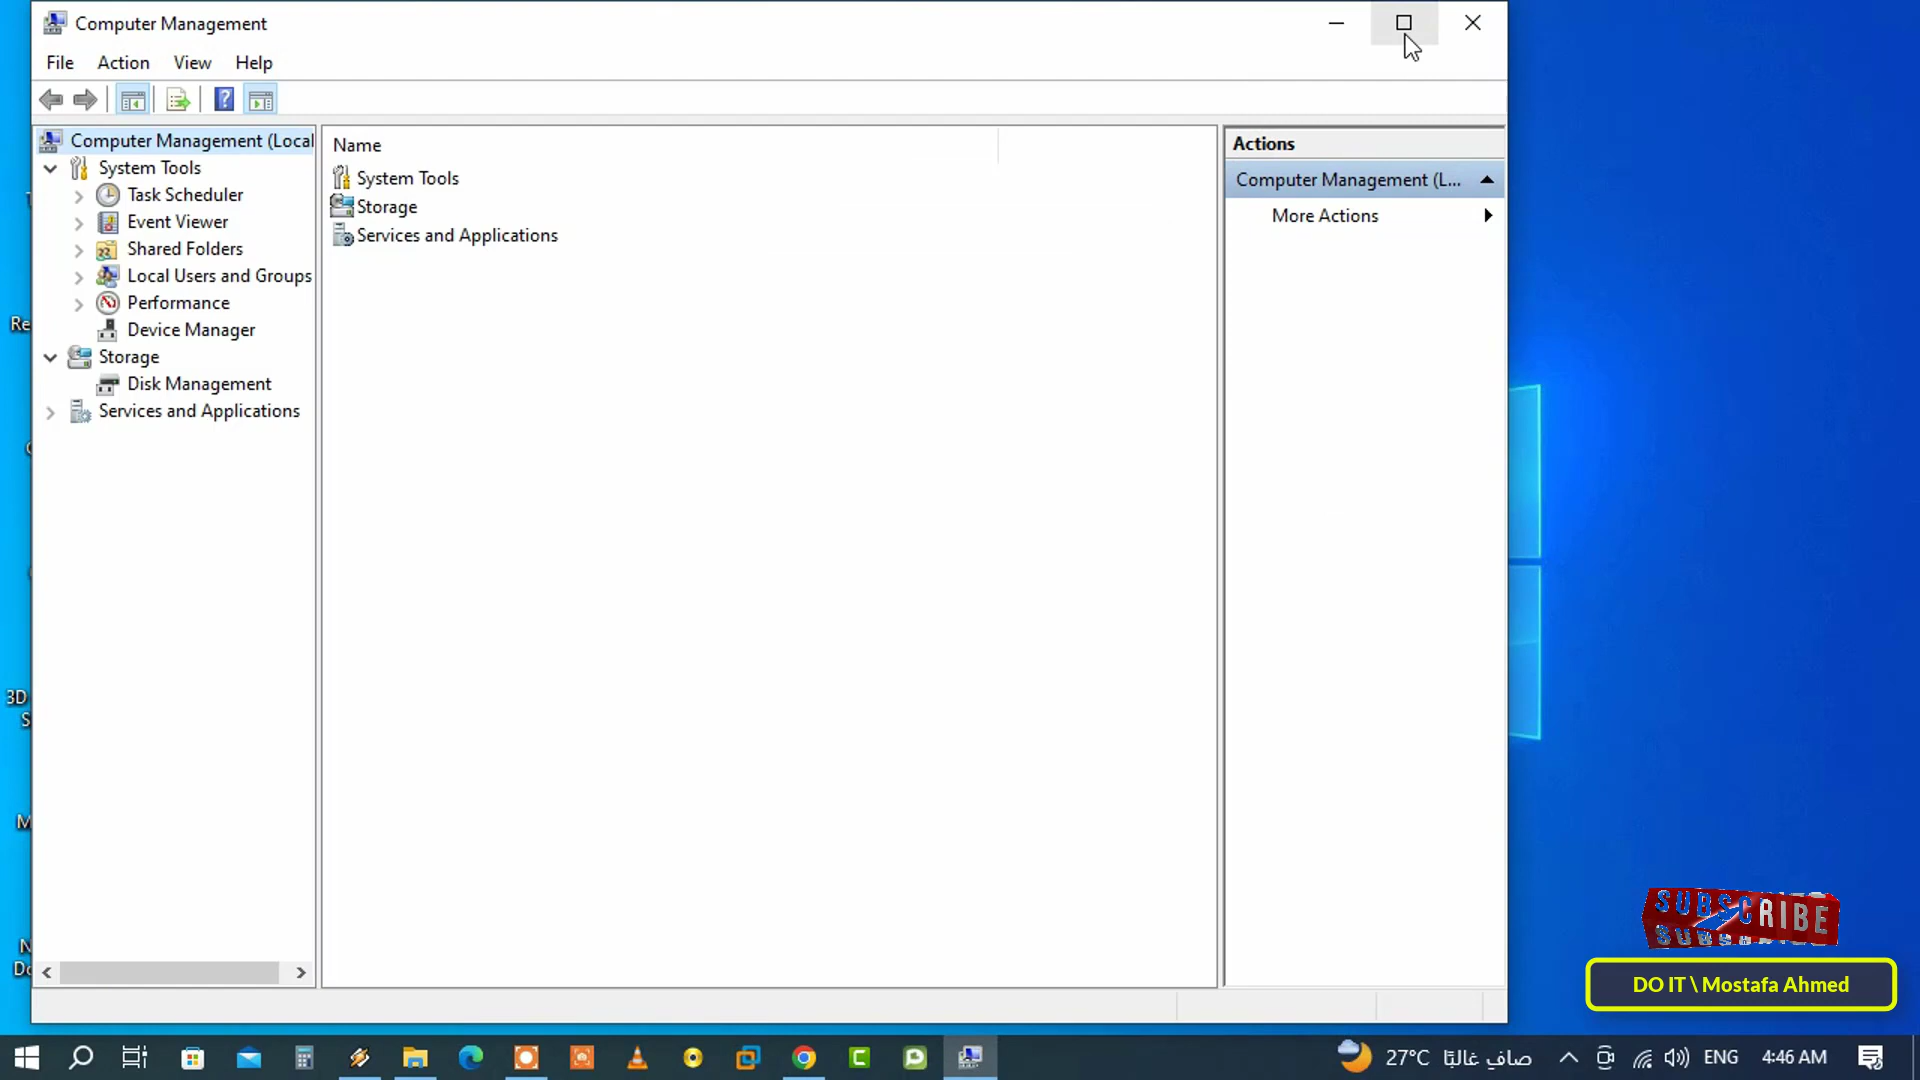 Computer Management
File Action View Help
Computer Management (Local
System Tools
Task Scheduler
Event Viewer
Shared Folders
Local Users and Groups
Performance
Device Manager
Storage
Disk Management
Services and Applications
Name
System Tools
Storage
Services and Applications
Actions
Computer Management (L...
More Actions
Re
3D
S
M
N
Do
SUBSCRIBE
DO IT \ Mostafa Ahmed
27°C صافي غالبًا ENG 4:46 AM